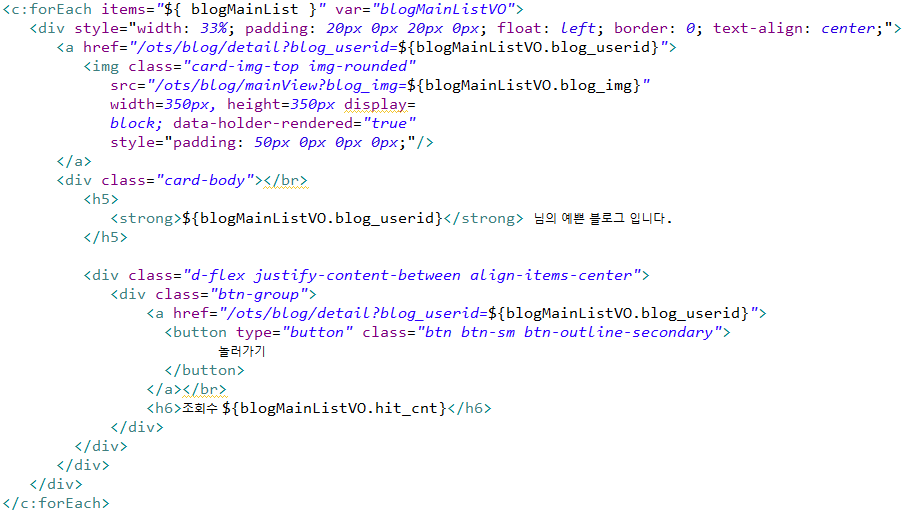 <c:forEach items="${ blogMainList }" var="blogMainListVO">
<div style="width: 33%; padding: 20px 0px 20px 0px; float: left; border: 0; text-align: center;">
<a href="/ots/blog/detail?blog_userid=${blogMainListVO.blog_userid}">
<img class="card-img-top img-rounded"
src="/ots/blog/mainView?blog_img=${blogMainListVO.blog_img}"
width=350px, height=350px display=
block; data-holder-rendered="true"
style="padding: 50px 0px 0px 0px;"/>
</a>
<div class="card-body"></br>
<h5>
<strong>${blogMainListVO.blog_userid}</strong> 님의 예쁜 블로그 입니다.
</h5>
<div class="d-flex justify-content-between align-items-center">
<div class="btn-group">
<a href="/ots/blog/detail?blog_userid=${blogMainListVO.blog_userid}">
<button type="button" class="btn btn-sm btn-outline-secondary">
놀러가기
</button>
</a></br>
<h6>조회수 ${blogMainListVO.hit_cnt}</h6>
</div>
</div>
</div>
</div>
</c:forEach>